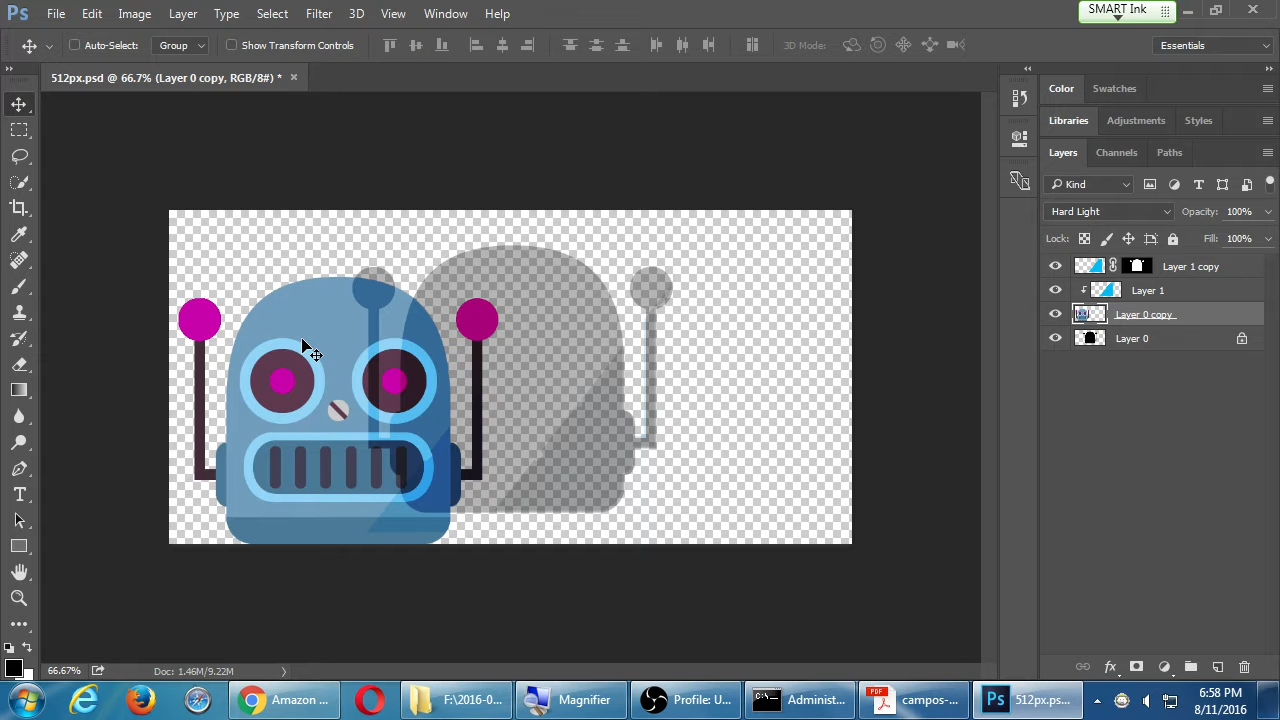 Ps File Edit Image Layer Type Select Filter 3D View Window Help
SMART Ink
Auto-Select: Group Show Transform Controls 3D Mode: Essentials
512px.psd @ 66.7% (Layer 0 copy, RGB/8#) *
Color Swatches
Libraries Adjustments Styles
Layers Channels Paths
Kind
Hard Light Opacity: 100%
Lock: Fill: 100%
Layer 1 copy
Layer 1
Layer 0 copy
Layer 0
66.67% Doc: 1.46M/9.22M
Amazon ... F:\2016-0... Magnifier Profile: U... Administ... PDF campos-... Ps 512px.ps...
6:58 PM
8/11/2016